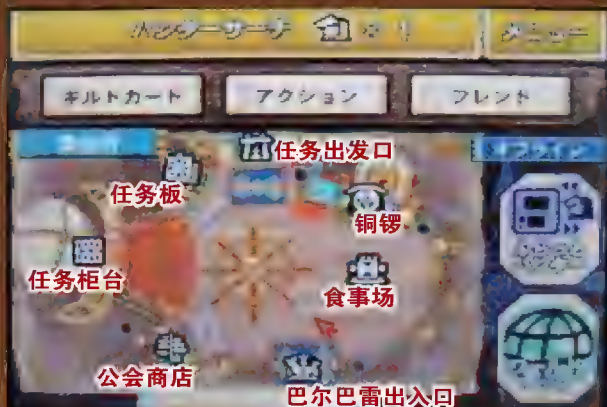 ハンターサーチ
メニュー
ギルドカード
アクション
フレンド
任务出发口
任务板
铜锣
任务柜台
食事场
公会商店
巴尔巴雷出入口